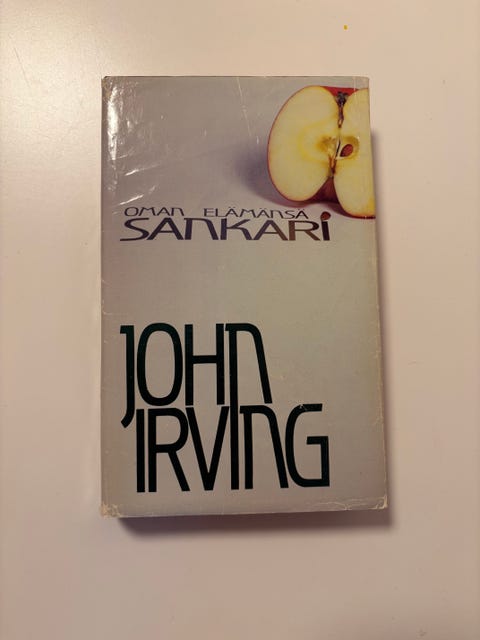 OMAN ELÄMÄNSÄ
SANKARi
JOHN
IRVING